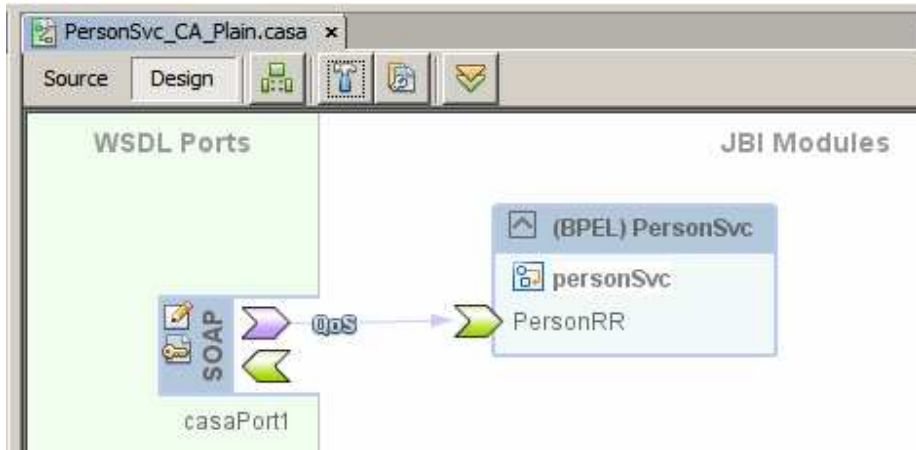 PersonSvc_CA_Plain.casa x
Source Design
WSDL Ports
JBI Modules
(BPEL) PersonSvc
personSvc
PersonRR
SOAP
QoS
casaPort1